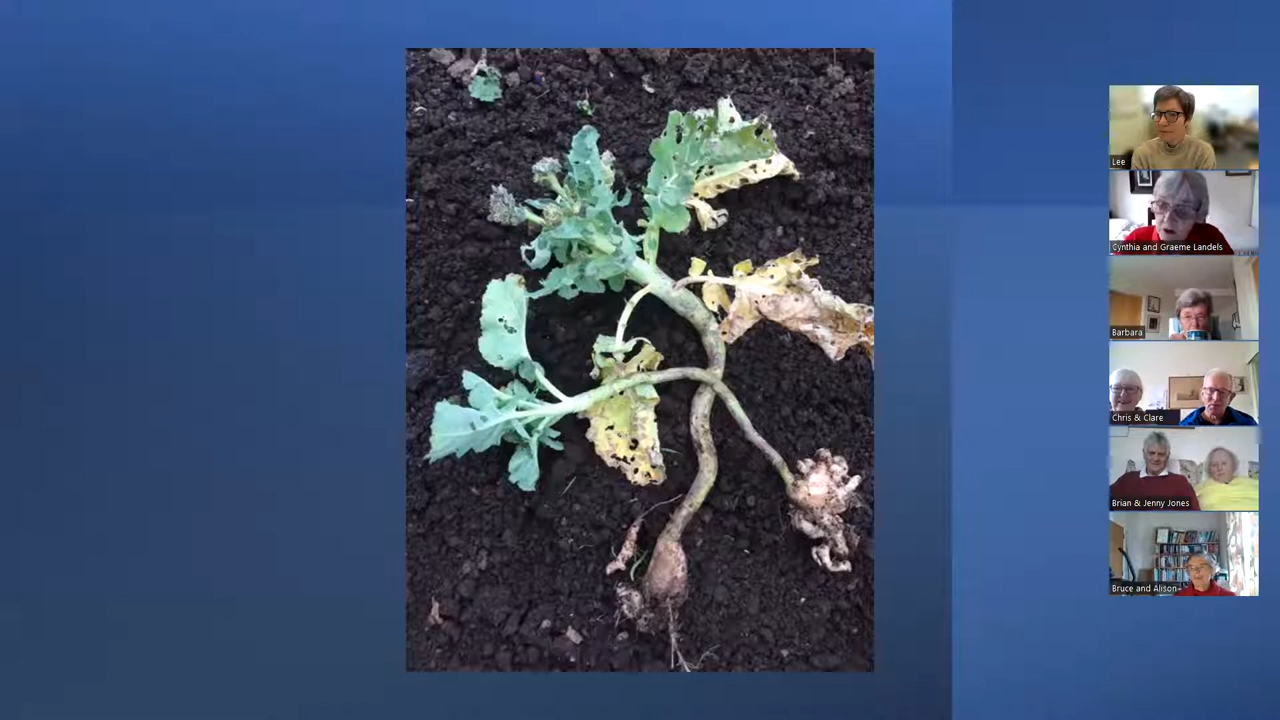 Lee
Cynthia and Graeme Landels
Barbara
Chris & Clare
Brian & Jenny Jones
Bruce and Alison